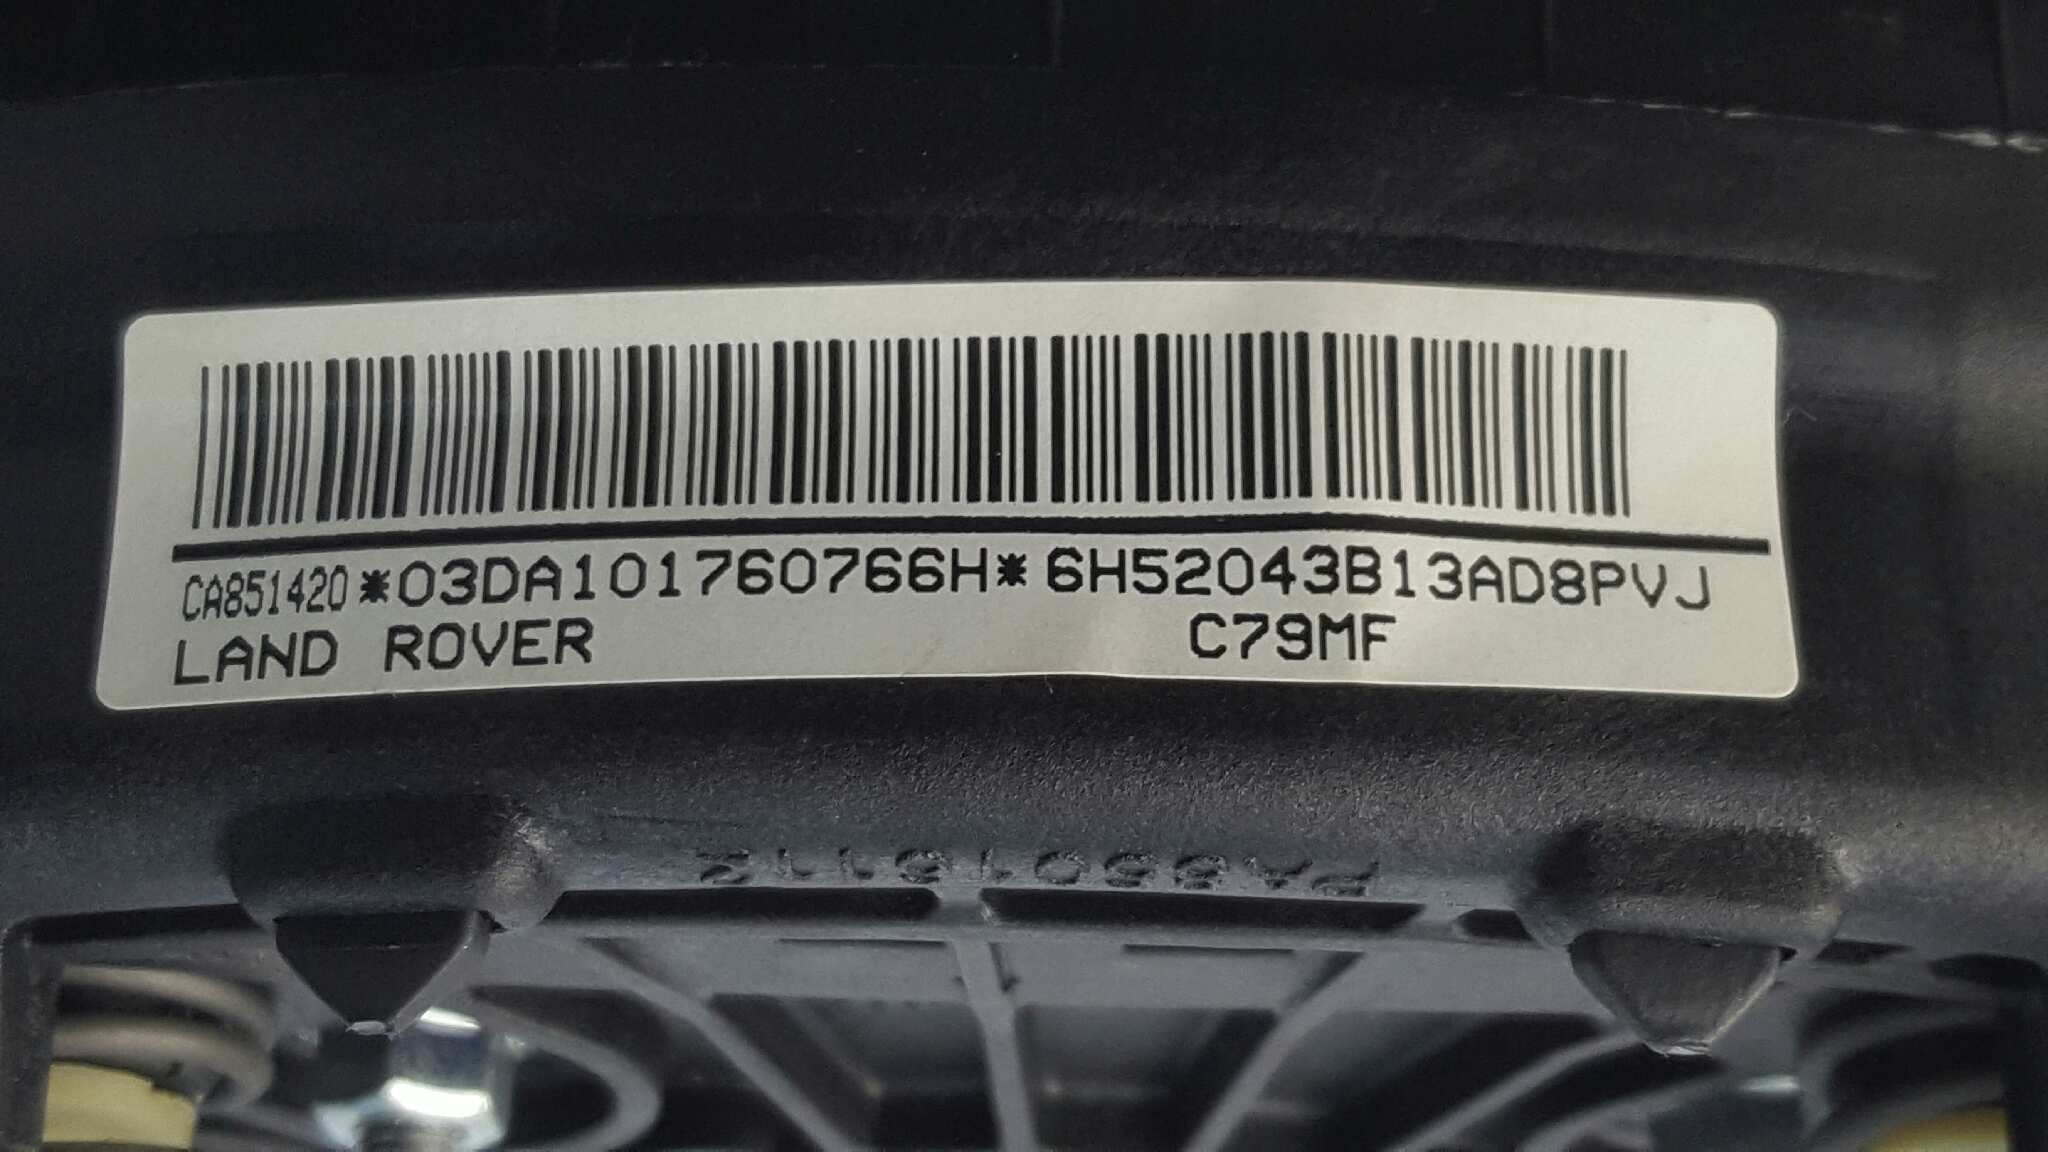 CA851420*03DA101760766H*6H52043B13AD8PVJ
LAND ROVER C79MF